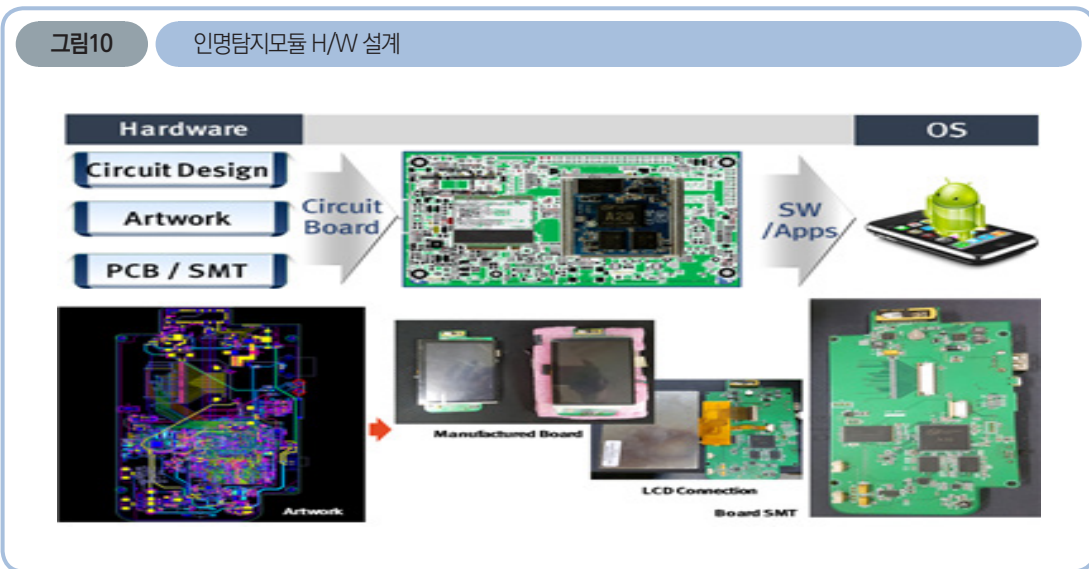 그림10 인명탐지모듈 H/W 설계
Hardware
OS
Circuit Design
Artwork
PCB / SMT
Circuit
Board
A20
SW
/Apps
Artwork
Manufactured Board
LCD Connection
Board SMT